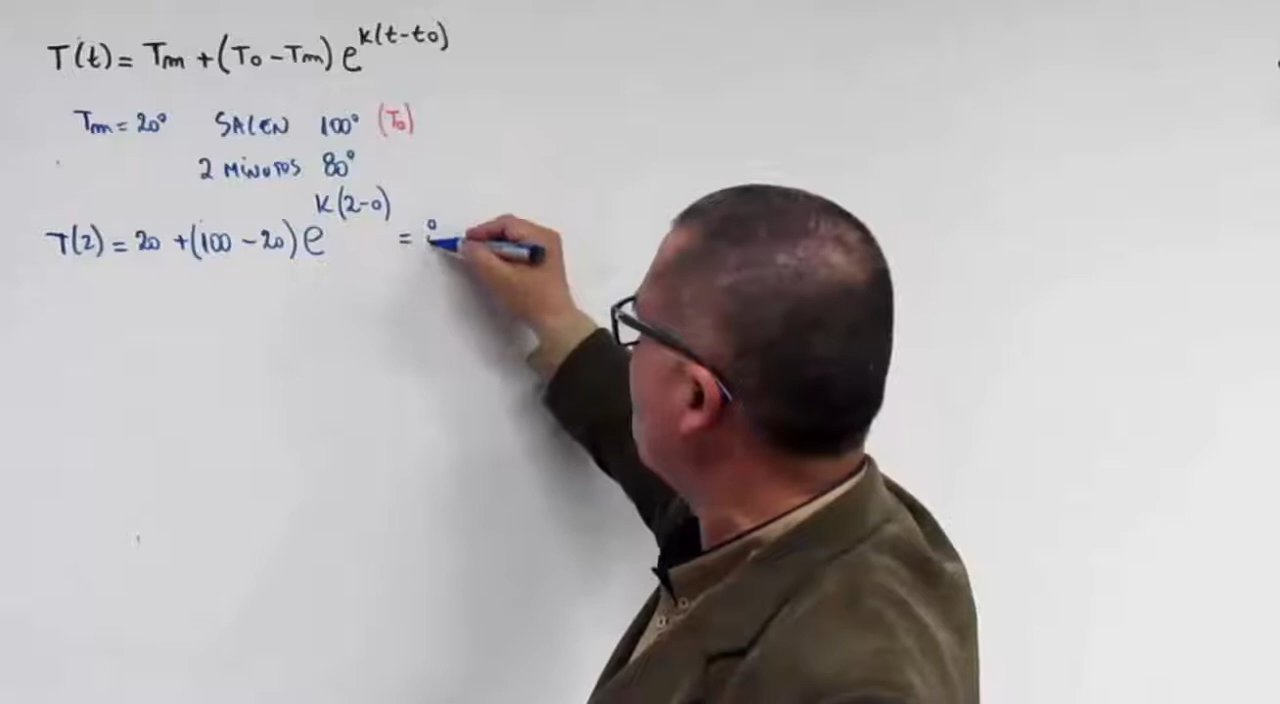 T(t) = Tm + (To - Tm) e^k(t-to)
Tm = 20° SALEN 100° (To)
2 MINUTOS 80°
T(2) = 20 + (100 - 20) e^k(2-0) =